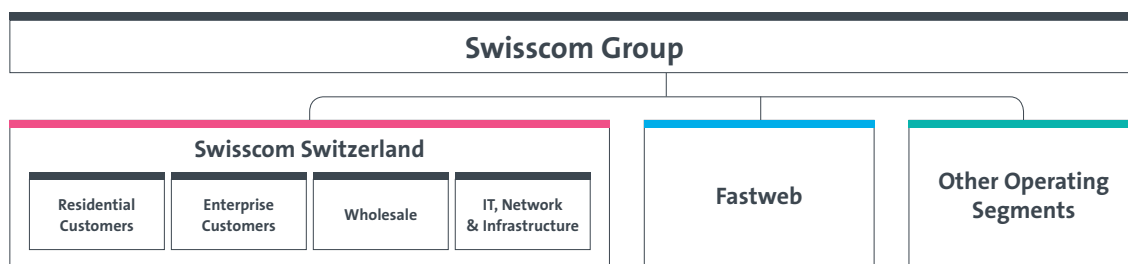 Swisscom Group
Swisscom Switzerland
Residential
Customers
Enterprise
Customers
Wholesale
IT, Network
& Infrastructure
Fastweb
Other Operating
Segments